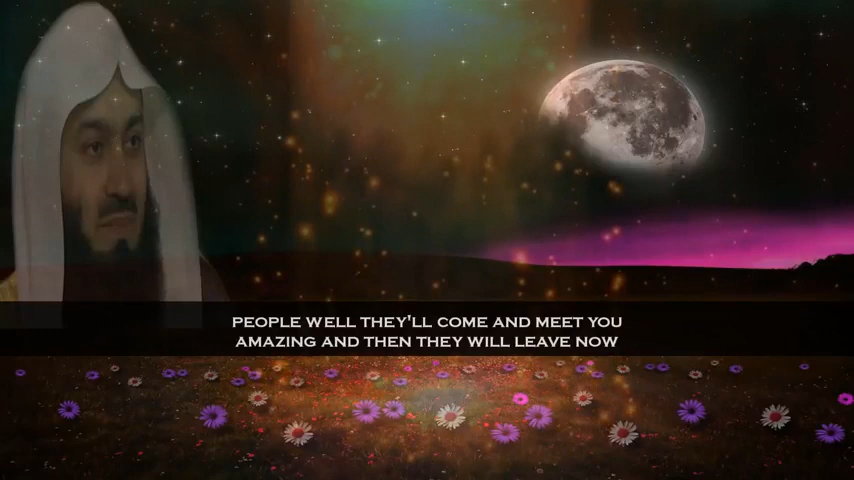 PEOPLE WELL THEY'LL COME AND MEET YOU
AMAZING AND THEN THEY WILL LEAVE NOW